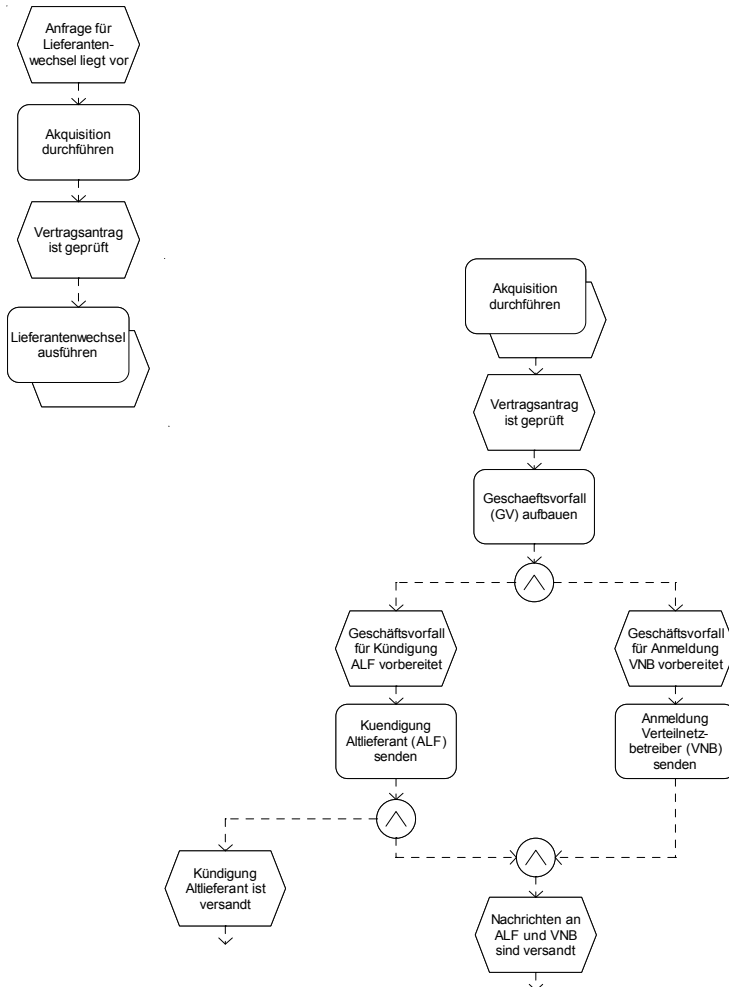 Anfrage für
Lieferanten-
wechsel liegt vor
Akquisition
durchführen
Vertragsantrag
ist geprüft
Lieferantenwechsel
ausführen
Akquisition
durchführen
Vertragsantrag
ist geprüft
Geschaeftsvorfall
(GV) aufbauen
Geschäftsvorfall
für Kündigung
ALF vorbereitet
Geschäftsvorfall
für Anmeldung
VNB vorbereitet
Kuendigung
Altlieferant (ALF)
senden
Anmeldung
Verteilnetz-
betreiber (VNB)
senden
Kündigung
Altlieferant ist
versandt
Nachrichten an
ALF und VNB
sind versandt